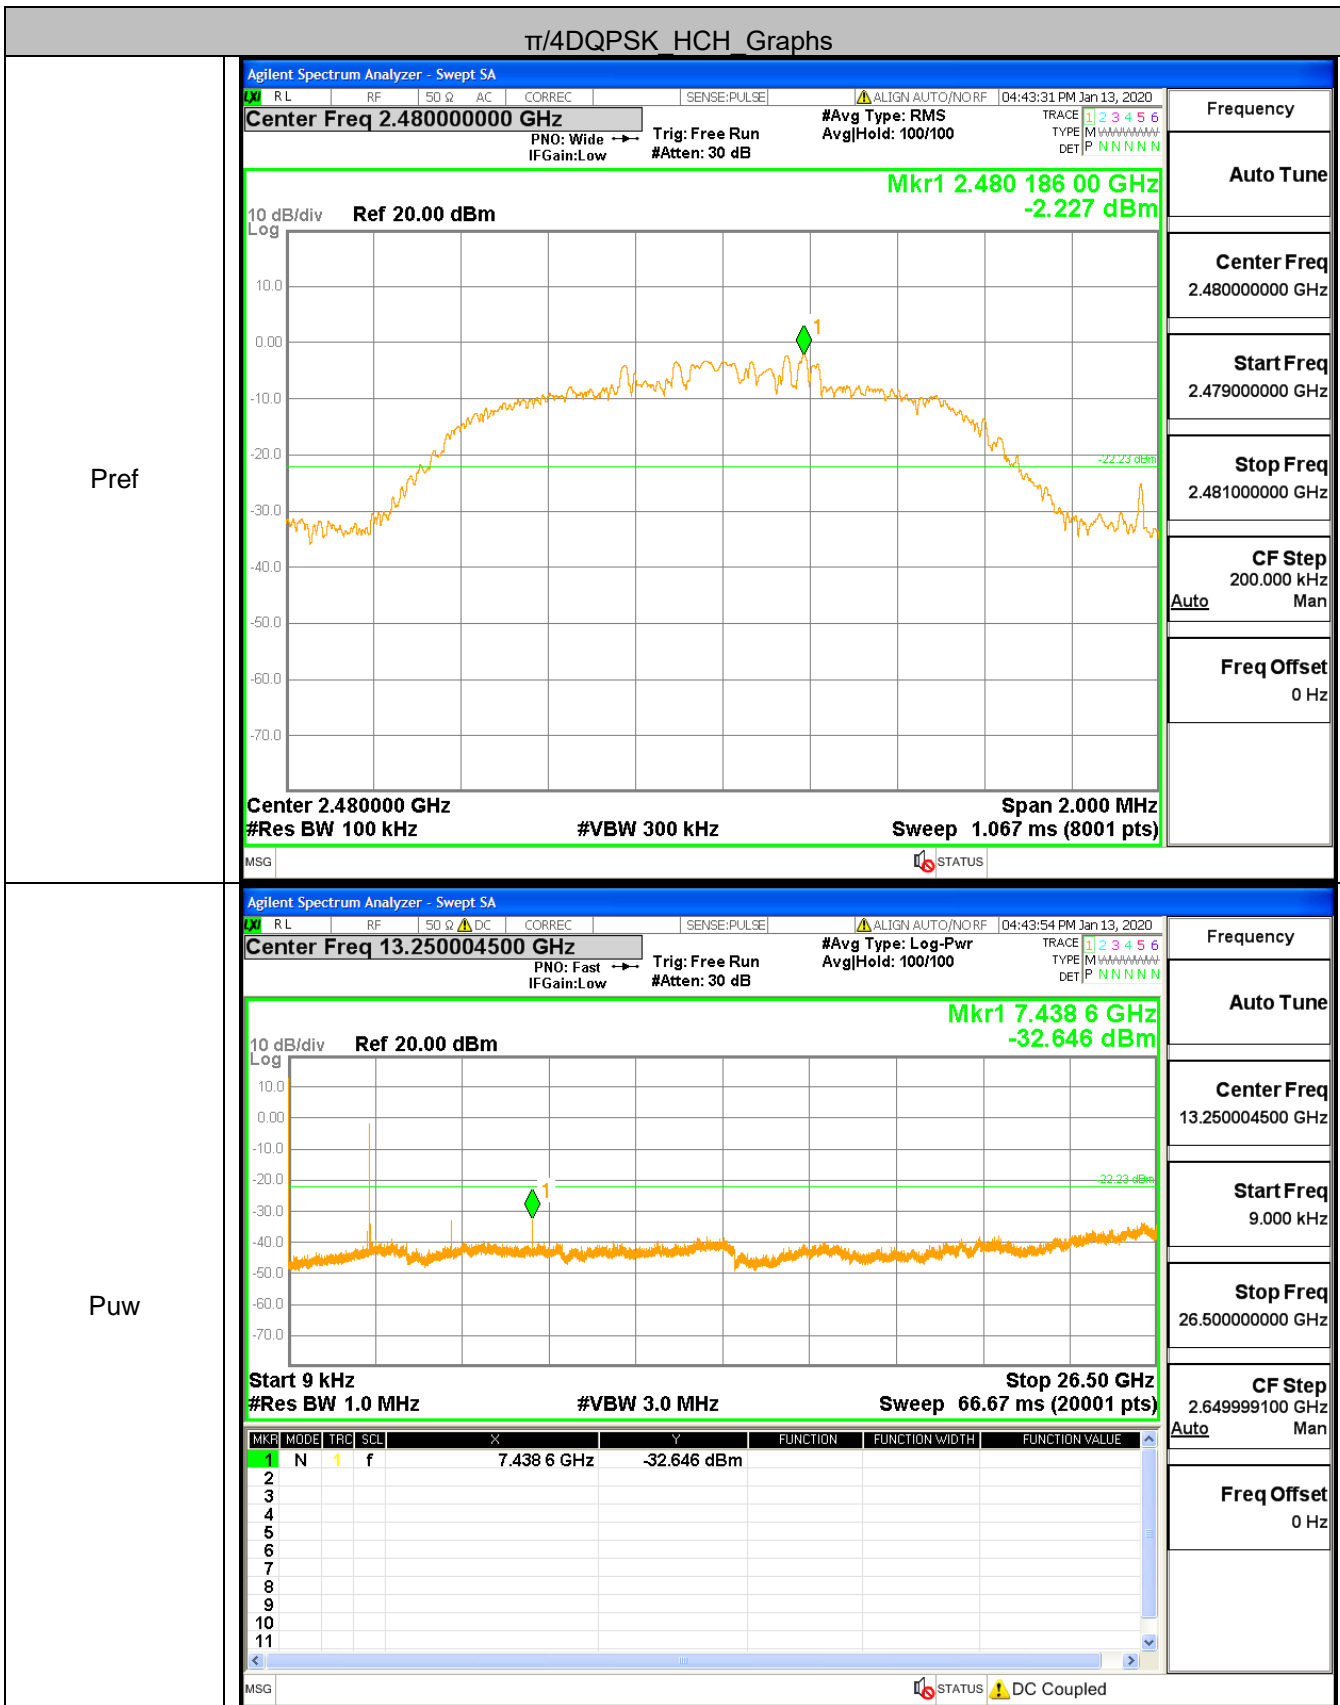 π/4DQPSK_HCH_Graphs
Pref
Agilent Spectrum Analyzer - Swept SA
LXI RL RF 50 Ω AC CORREC SENSE:PULSE ALIGN AUTO/NO RF 04:43:31 PM Jan 13, 2020
Center Freq 2.480000000 GHz
PNO: Wide
IFGain:Low
Trig: Free Run
#Atten: 30 dB
#Avg Type: RMS
Avg|Hold: 100/100
TRACE 1 2 3 4 5 6
TYPE M
DET P N N N N N
Mkr1 2.480 186 00 GHz
-2.227 dBm
10 dB/div Ref 20.00 dBm
Log
10.0
0.00
-10.0
-20.0
-30.0
-40.0
-50.0
-60.0
-70.0
1
-22.23 dBm
Center 2.480000 GHz Span 2.000 MHz
#Res BW 100 kHz #VBW 300 kHz Sweep 1.067 ms (8001 pts)
MSG STATUS
Frequency
Auto Tune
Center Freq
2.480000000 GHz
Start Freq
2.479000000 GHz
Stop Freq
2.481000000 GHz
CF Step
200.000 kHz
Auto Man
Freq Offset
0 Hz
Puw
Agilent Spectrum Analyzer - Swept SA
LXI RL RF 50 Ω DC CORREC SENSE:PULSE ALIGN AUTO/NO RF 04:43:54 PM Jan 13, 2020
Center Freq 13.250004500 GHz
PNO: Fast
IFGain:Low
Trig: Free Run
#Atten: 30 dB
#Avg Type: Log-Pwr
Avg|Hold: 100/100
TRACE 1 2 3 4 5 6
TYPE M
DET P N N N N N
Mkr1 7.438 6 GHz
-32.646 dBm
10 dB/div Ref 20.00 dBm
Log
10.0
0.00
-10.0
-20.0
-30.0
-40.0
-50.0
-60.0
-70.0
1
-22.23 dBm
Start 9 kHz Stop 26.50 GHz
#Res BW 1.0 MHz #VBW 3.0 MHz Sweep 66.67 ms (20001 pts)
MKR MODE TRC SCL X Y FUNCTION FUNCTION WIDTH FUNCTION VALUE
1 N 1 f 7.438 6 GHz -32.646 dBm
2
3
4
5
6
7
8
9
10
11
MSG STATUS DC Coupled
Frequency
Auto Tune
Center Freq
13.250004500 GHz
Start Freq
9.000 kHz
Stop Freq
26.500000000 GHz
CF Step
2.649999100 GHz
Auto Man
Freq Offset
0 Hz